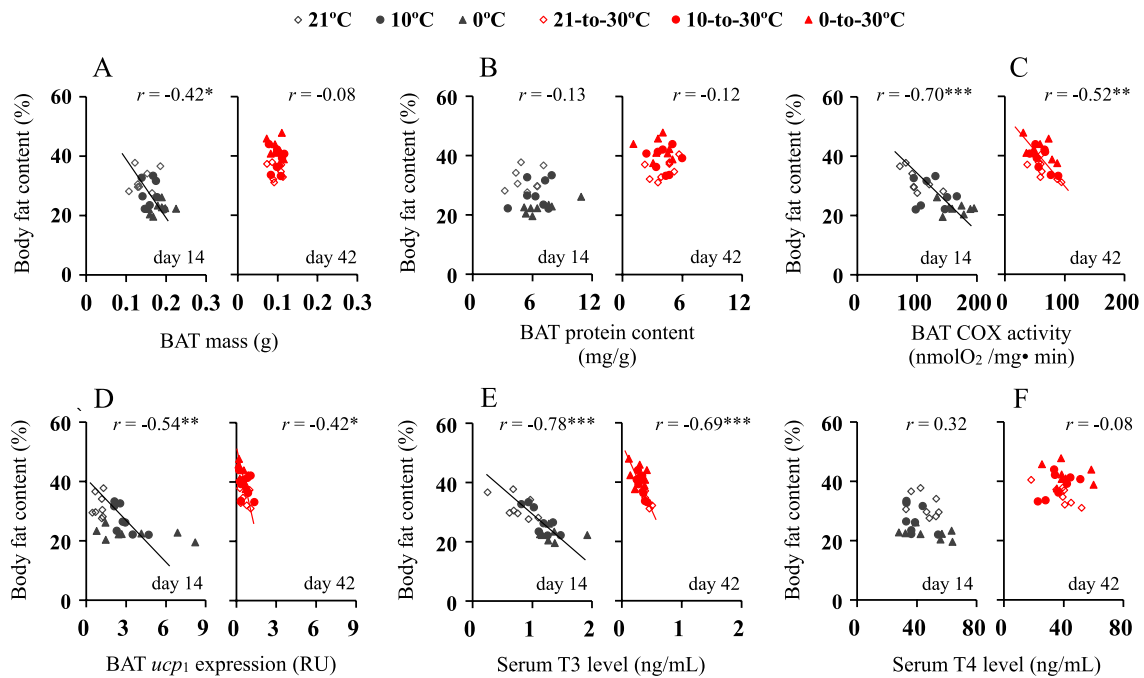 ◇ 21ºC ● 10ºC ▲ 0ºC ◇ 21-to-30ºC ● 10-to-30ºC ▲ 0-to-30ºC
A
r = -0.42* r = -0.08
Body fat content (%)
60
40
20
0
day 14 day 42
0 0.1 0.2 0.3 0 0.1 0.2 0.3
BAT mass (g)
B
r = -0.13 r = -0.12
Body fat content (%)
60
40
20
0
day 14 day 42
0 3 6 9 12 0 3 6 9 12
BAT protein content
(mg/g)
C
r = -0.70*** r = -0.52**
Body fat content (%)
60
40
20
0
day 14 day 42
0 100 200 0 100 200
BAT COX activity
(nmolO₂ /mg• min)
D
r = -0.54** r = -0.42*
Body fat content (%)
60
40
20
0
day 14 day 42
0 3 6 9 0 3 6 9
BAT ucp1 expression (RU)
E
r = -0.78*** r = -0.69***
Body fat content (%)
60
40
20
0
day 14 day 42
0 1 2 0 1 2
Serum T3 level (ng/mL)
F
r = 0.32 r = -0.08
Body fat content (%)
60
40
20
0
day 14 day 42
0 40 80 0 40 80
Serum T4 level (ng/mL)